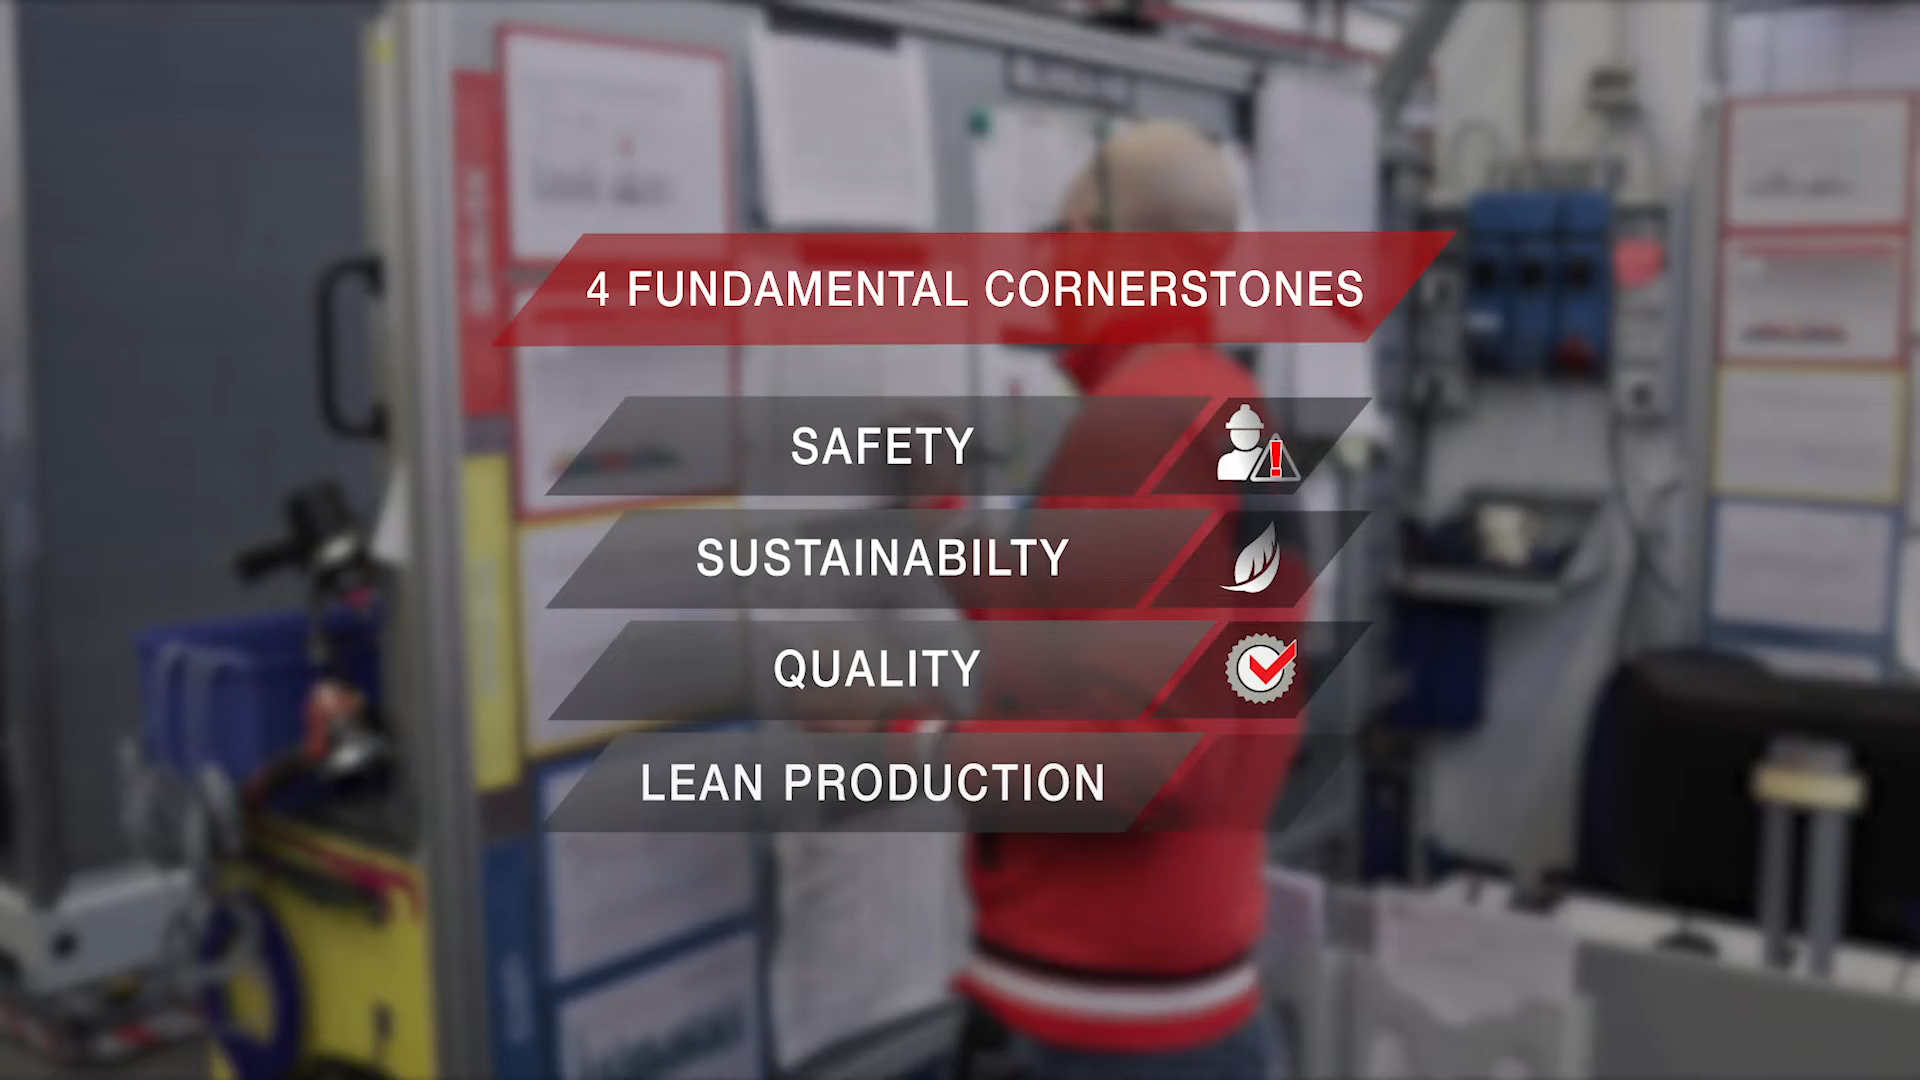 4 FUNDAMENTAL CORNERSTONES
SAFETY
SUSTAINABILTY
QUALITY
LEAN PRODUCTION